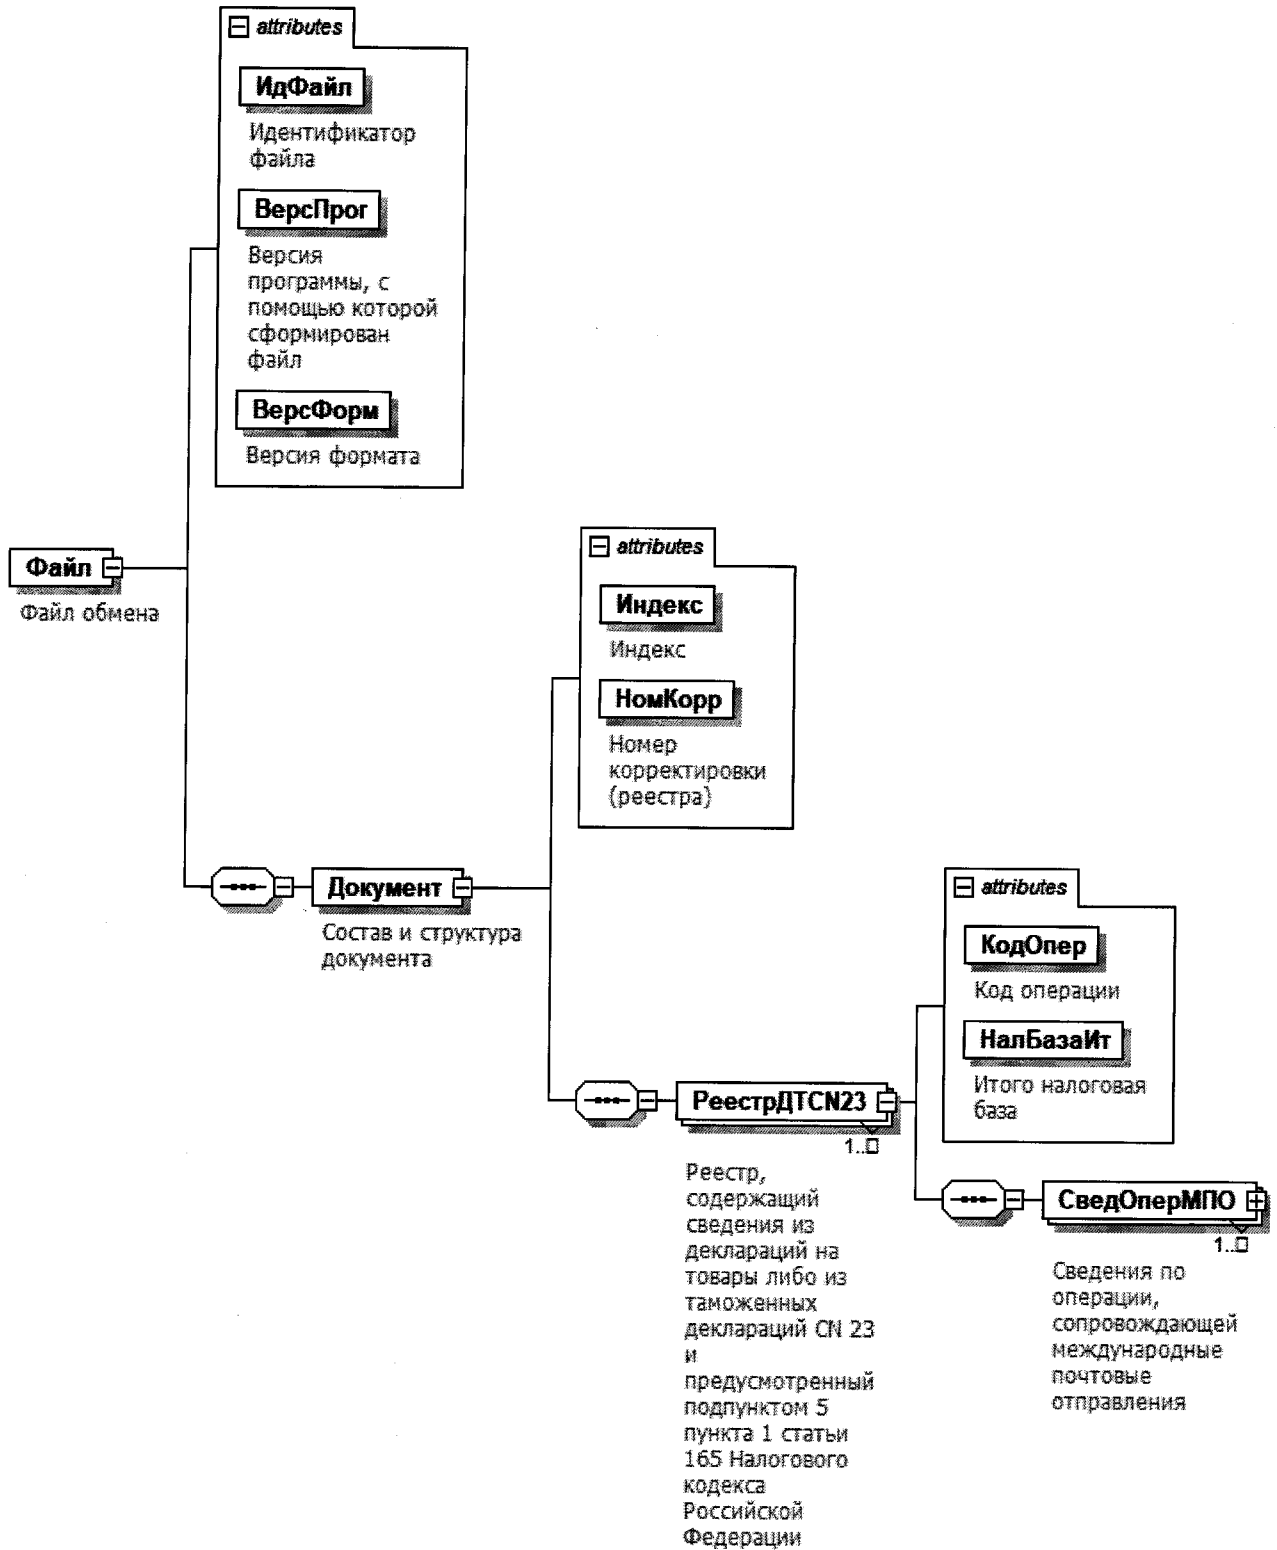 attributes
ИдФайл
Идентификатор
файла
ВерсПрог
Версия
программы, с
помощью которой
сформирован
файл
ВерсФорм
Версия формата
Файл
Файл обмена
attributes
Индекс
Индекс
НомКорр
Номер
корректировки
(реестра)
Документ
Состав и структура
документа
attributes
КодОпер
Код операции
НалБазаИт
Итого налоговая
база
РеестрДТCN23
1..
Реестр,
содержащий
сведения из
деклараций на
товары либо из
таможенных
деклараций CN 23
и
предусмотренный
подпунктом 5
пункта 1 статьи
165 Налогового
кодекса
Российской
Федерации
СведОперМПО
1..
Сведения по
операции,
сопровождающей
международные
почтовые
отправления